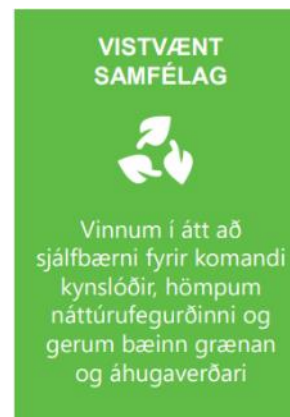 VISTVÆNT
SAMFÉLAG
Vinnum í átt að
sjálfbærni fyrir komandi
kynslóðir, hömpum
náttúrufegurðinni og
gerum bæinn grænan
og áhugaverðari